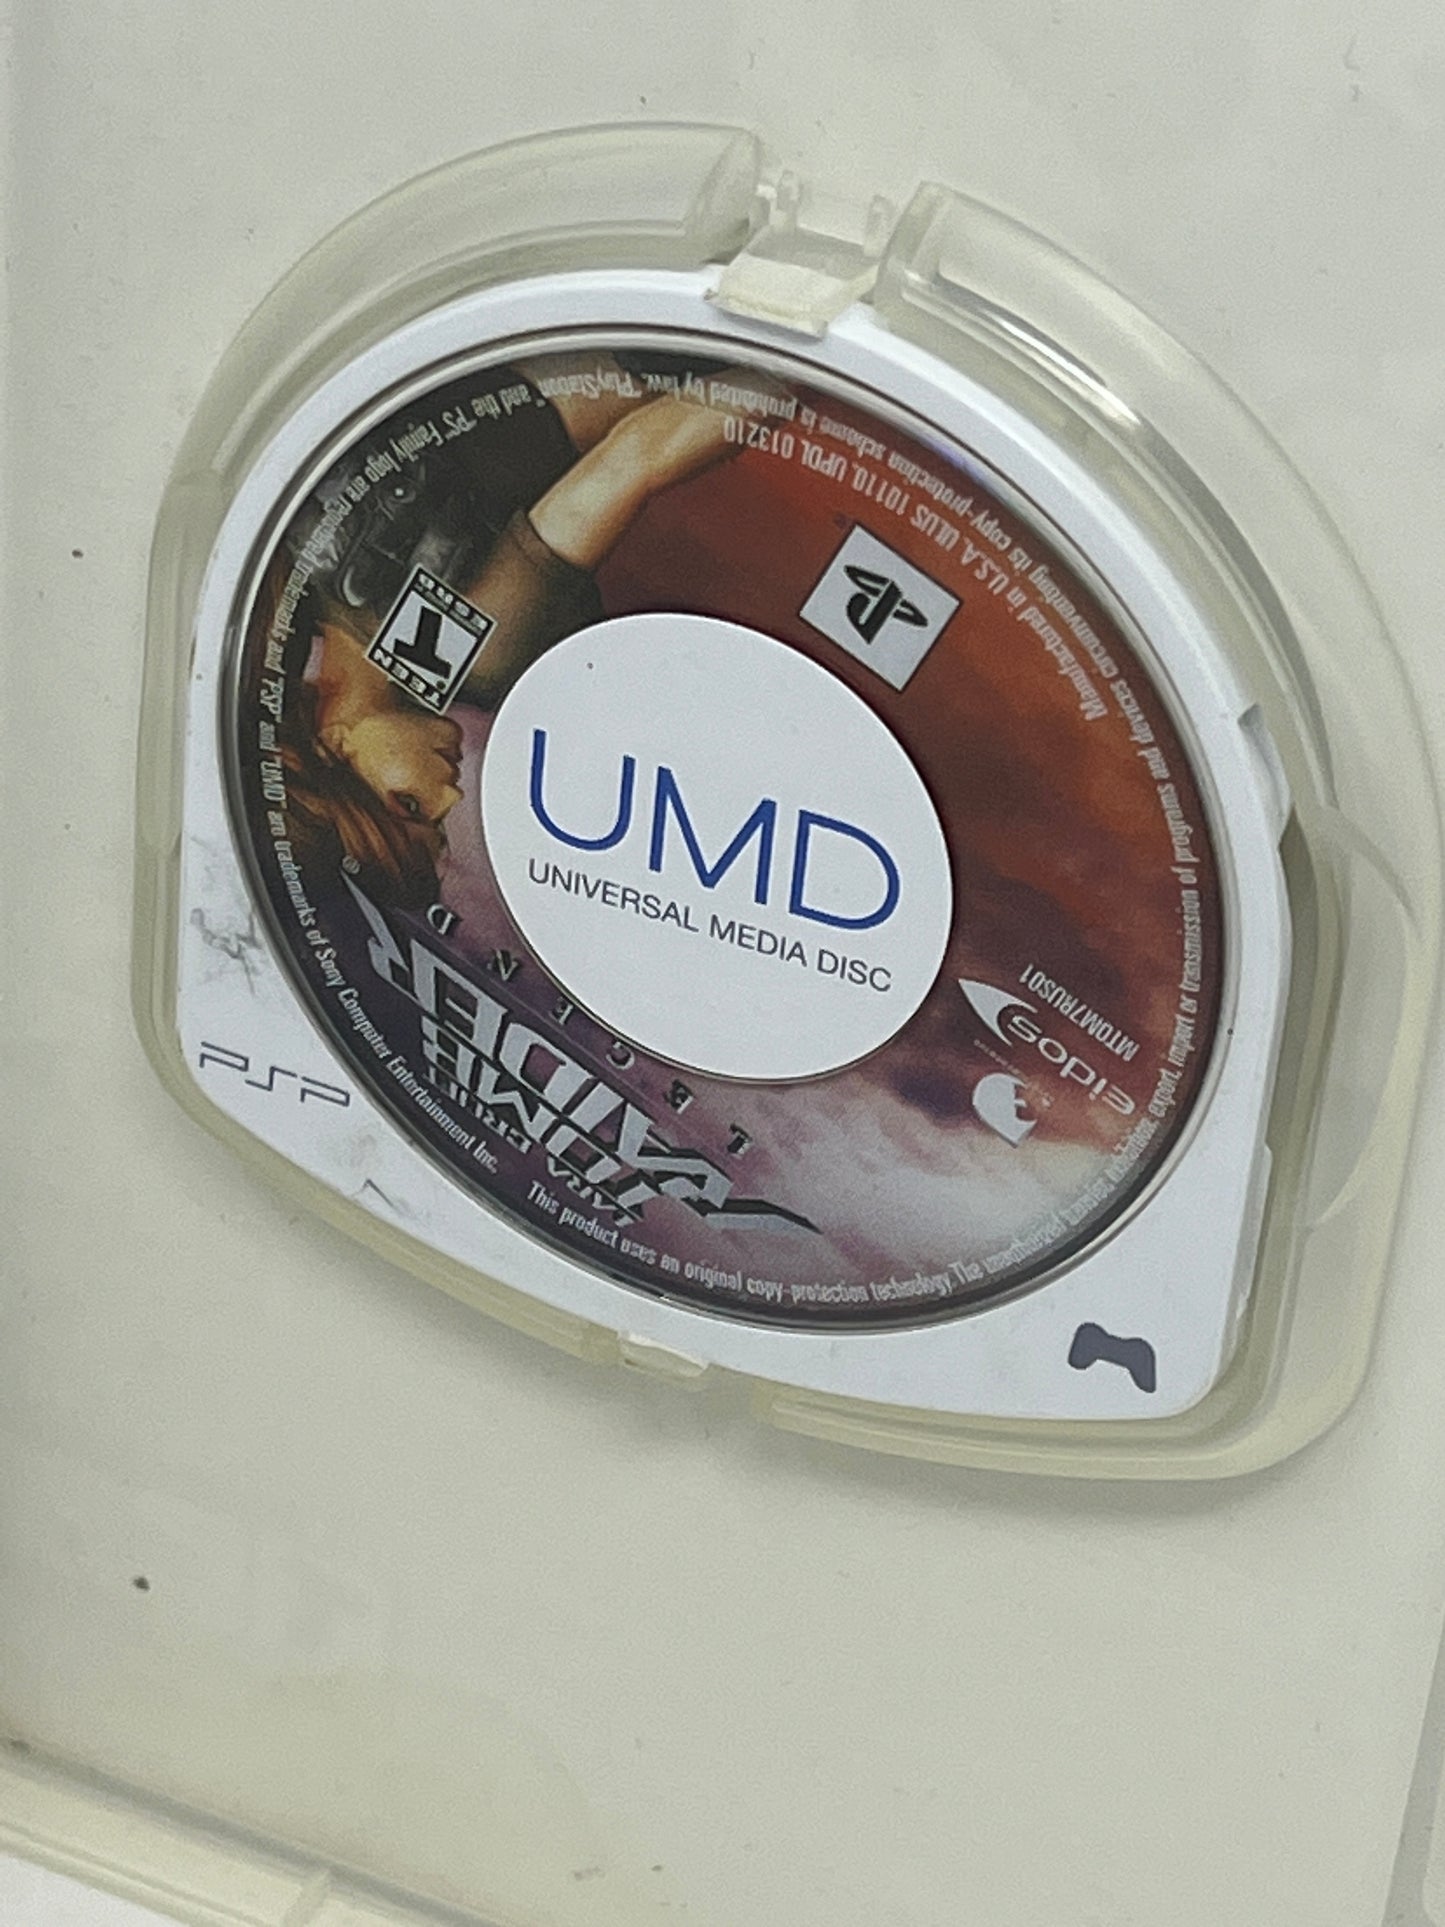 UMD
UNIVERSAL MEDIA DISC
LARA CROFT
TOMB
RAIDER
LEGEND
®
TEEN
T
ESRB
eidos
MTQM7RUS01
Manufactured in U.S.A. ULUS 10110. UPDL 013210
This product uses an original copy-protection technology. The unauthorized transfer, exhibition, export, import or transmission of programs and devices circumventing its copy-protection scheme is prohibited by law. "PlayStation" and the "PS" Family logo are registered trademarks and "PSP" and "UMD" are trademarks of Sony Computer Entertainment Inc.
PSP